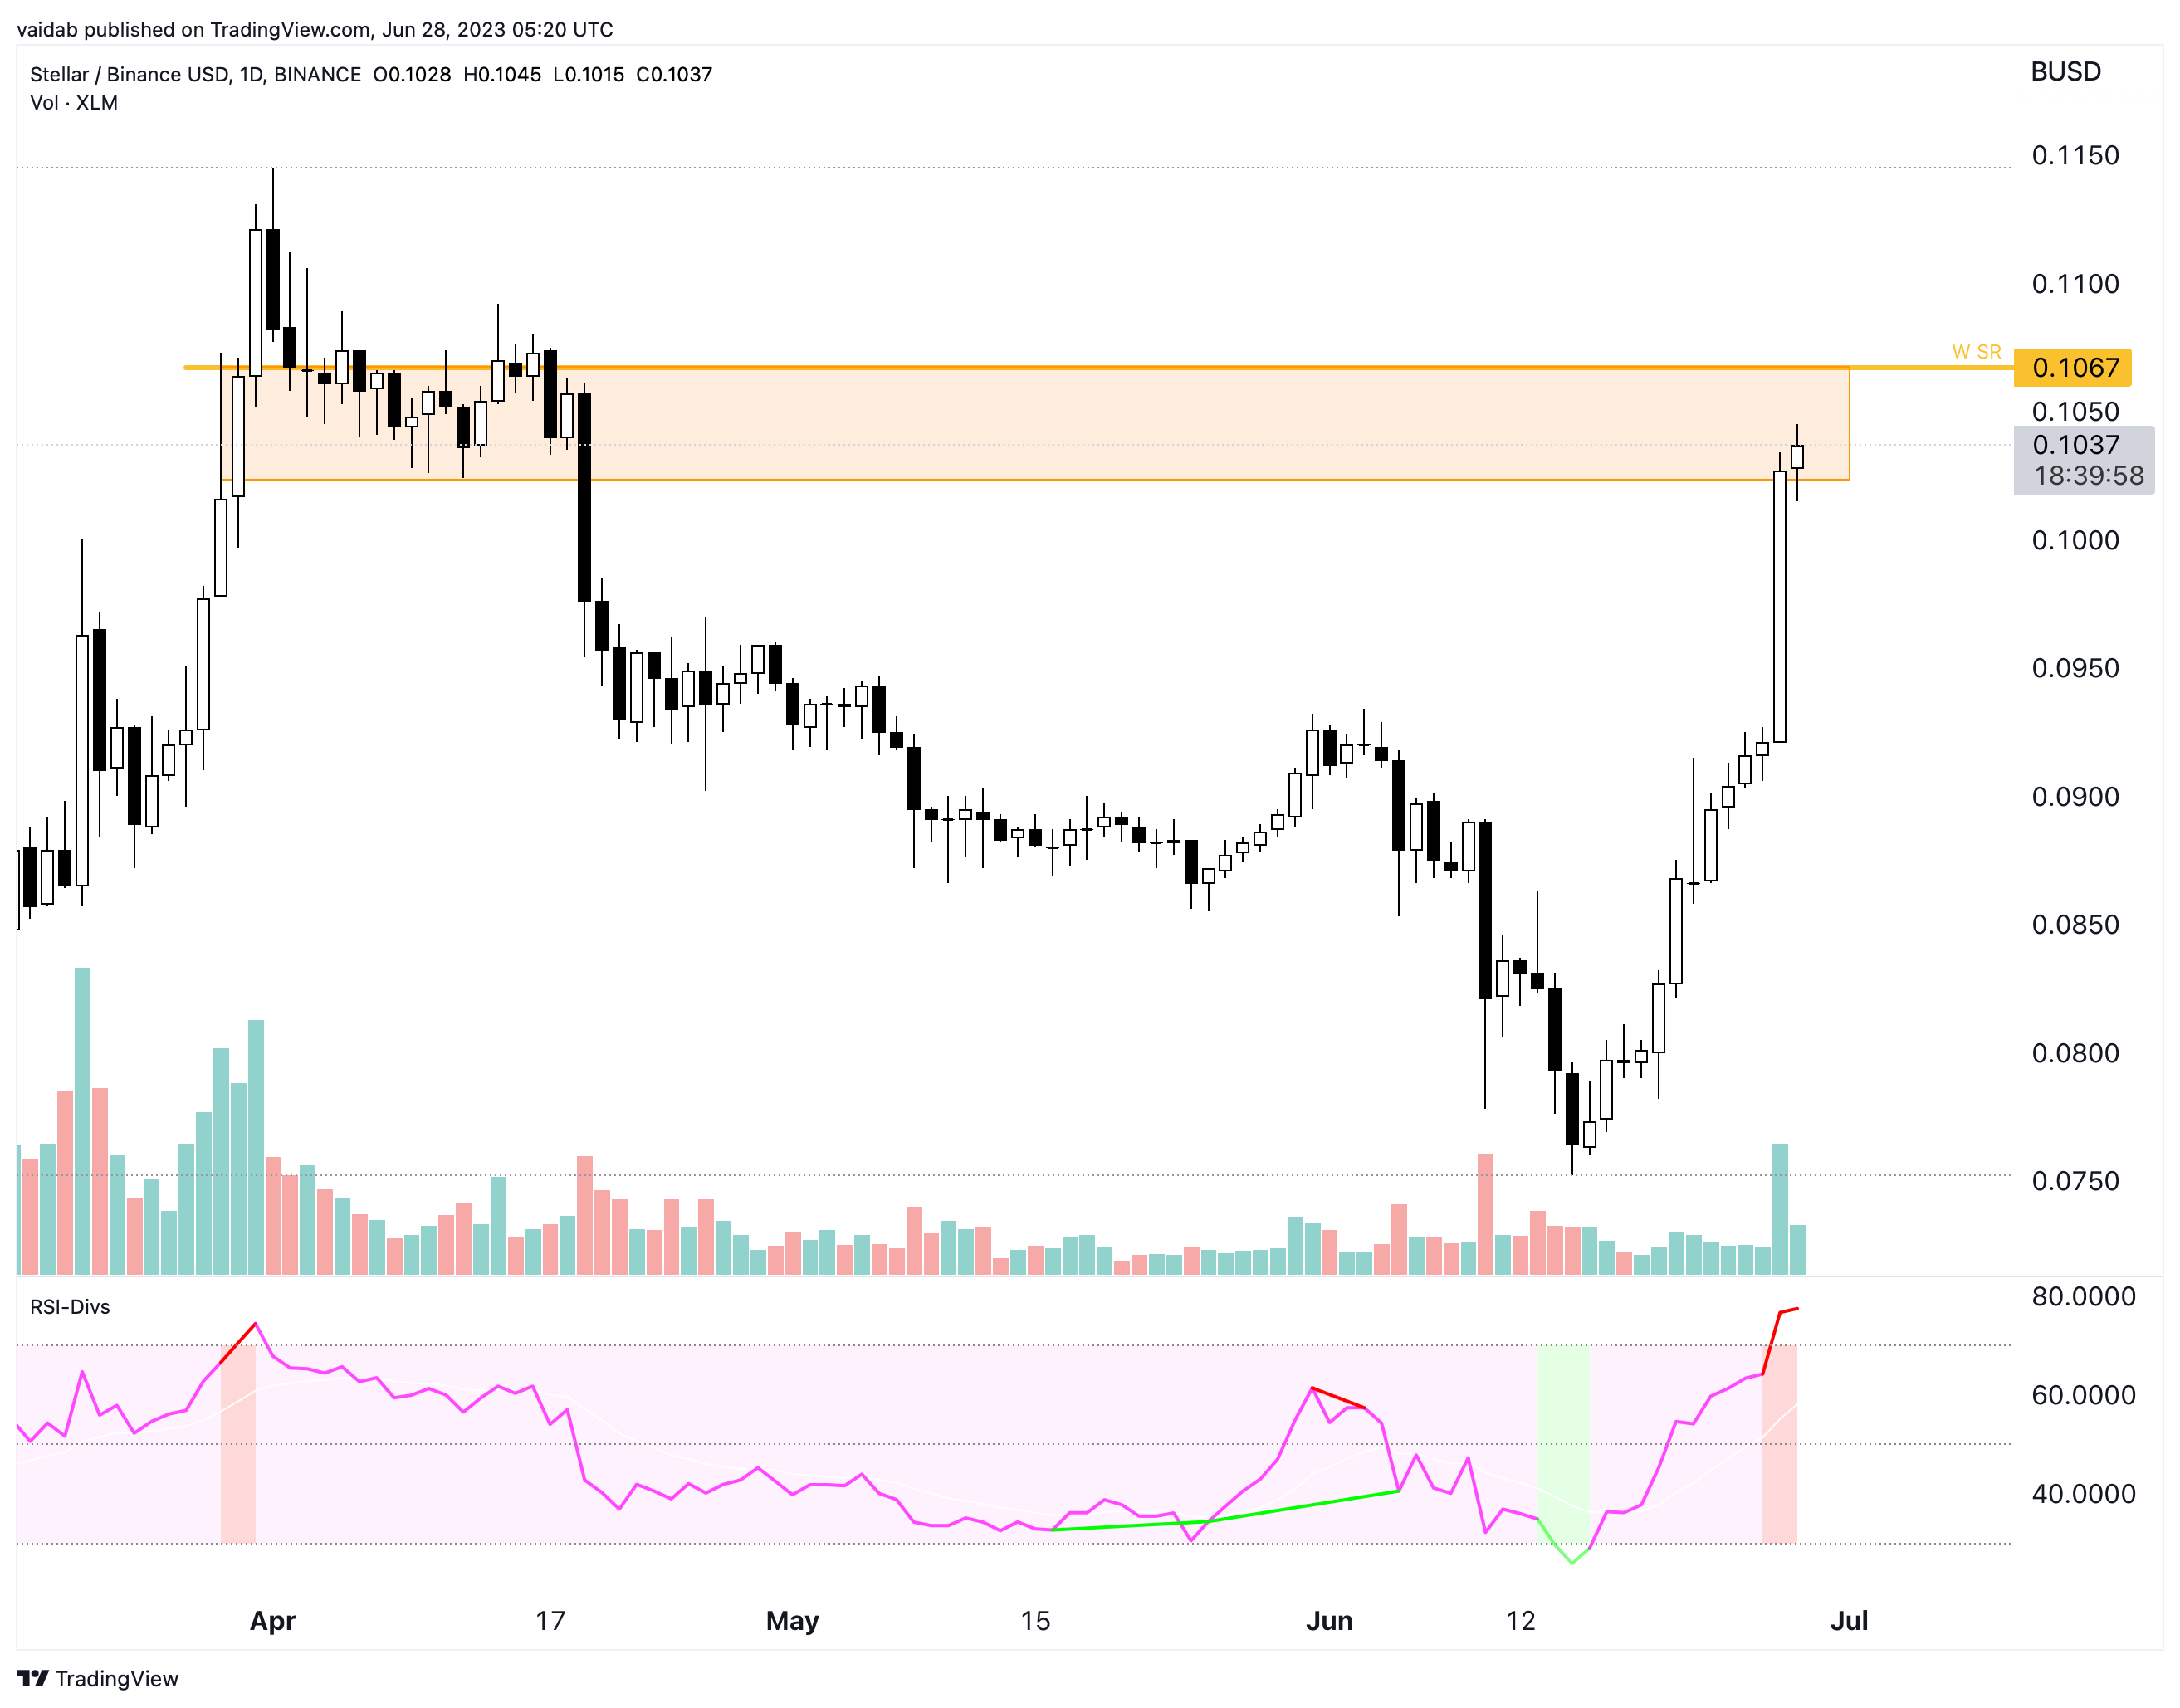 vaidab published on TradingView.com, Jun 28, 2023 05:20 UTC
Stellar / Binance USD, 1D, BINANCE O0.1028 H0.1045 L0.1015 C0.1037
Vol · XLM
BUSD
0.1150
0.1100
W SR
0.1067
0.1050
0.1037
18:39:58
0.1000
0.0950
0.0900
0.0850
0.0800
0.0750
RSI-Divs
80.0000
60.0000
40.0000
Apr 17 May 15 Jun 12 Jul
TradingView